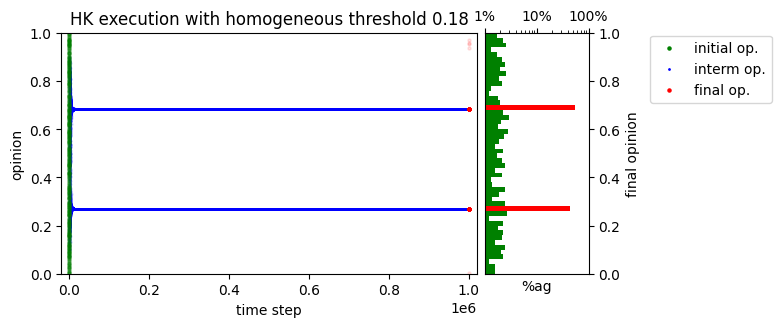 HK execution with homogeneous threshold 0.18
1% 10% 100%
1.0 1.0
0.8 0.8
0.6 0.6
0.4 0.4
0.2 0.2
0.0 0.0
opinion
final opinion
0.0 0.2 0.4 0.6 0.8 1.0
1e6
time step
%ag
initial op.
interm op.
final op.